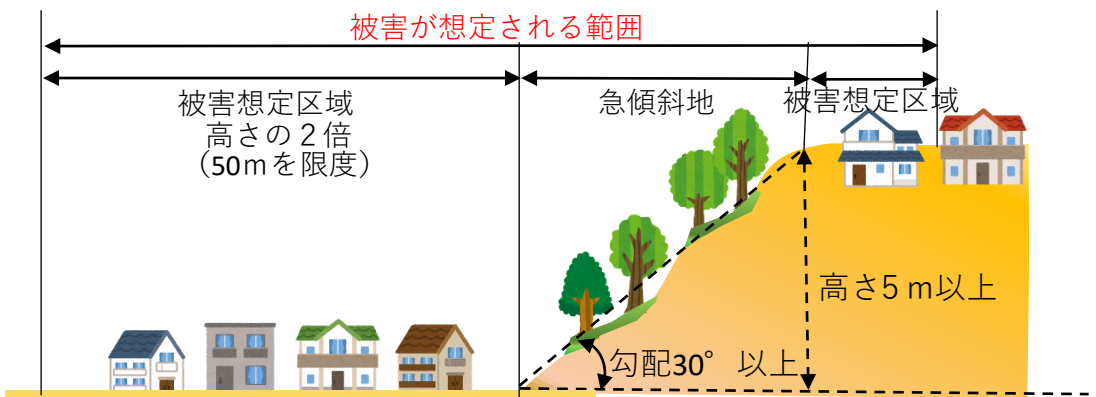 被害が想定される範囲
被害想定区域
高さの2倍
（50mを限度）
急傾斜地
被害想定区域
高さ5m以上
勾配30°以上